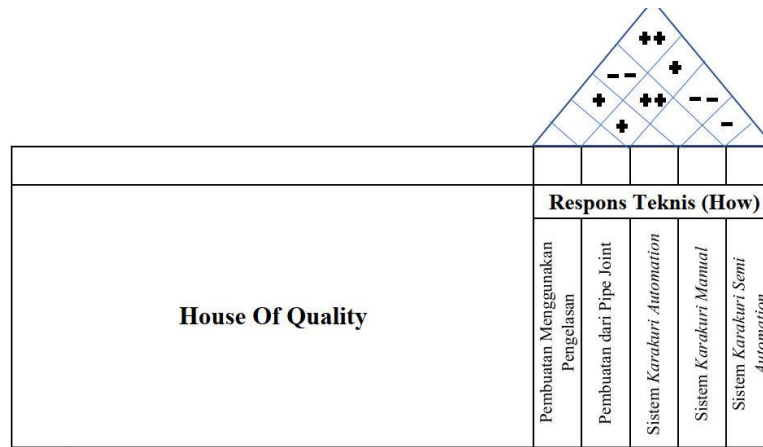 ++
+
− −
+
++
− −
+
−
Respons Teknis (How)
House Of Quality
Pembuatan Menggunakan
Pengelasan
Pembuatan dari Pipe Joint
Sistem Karakuri Automation
Sistem Karakuri Manual
Sistem Karakuri Semi
Automation